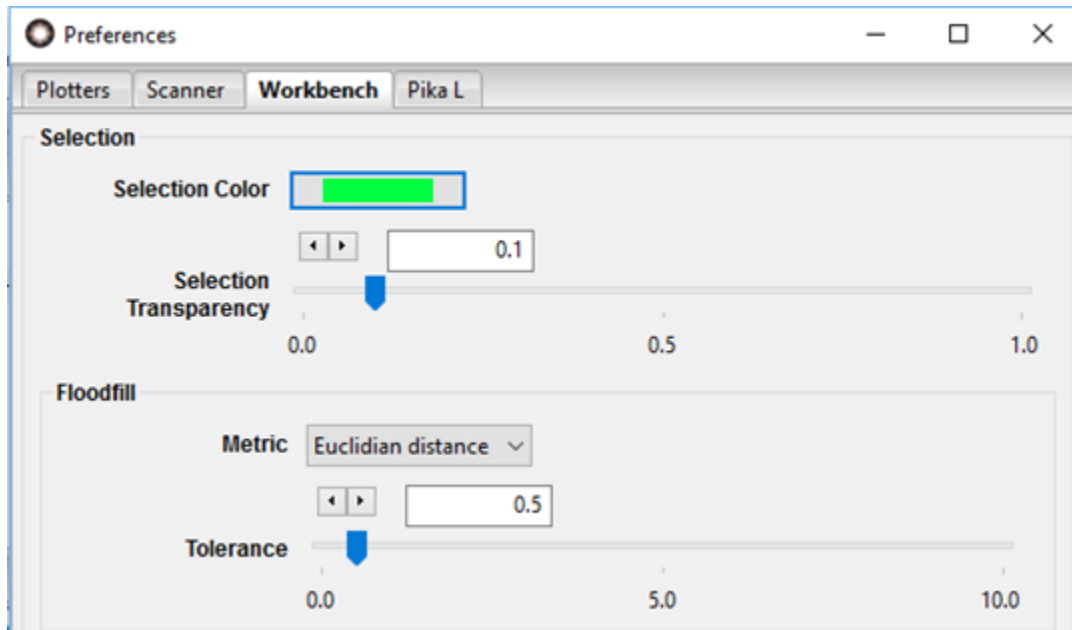 Preferences
Plotters Scanner Workbench Pika L
Selection
Selection Color
0.1
Selection
Transparency
0.0 0.5 1.0
Floodfill
Metric Euclidian distance
0.5
Tolerance
0.0 5.0 10.0